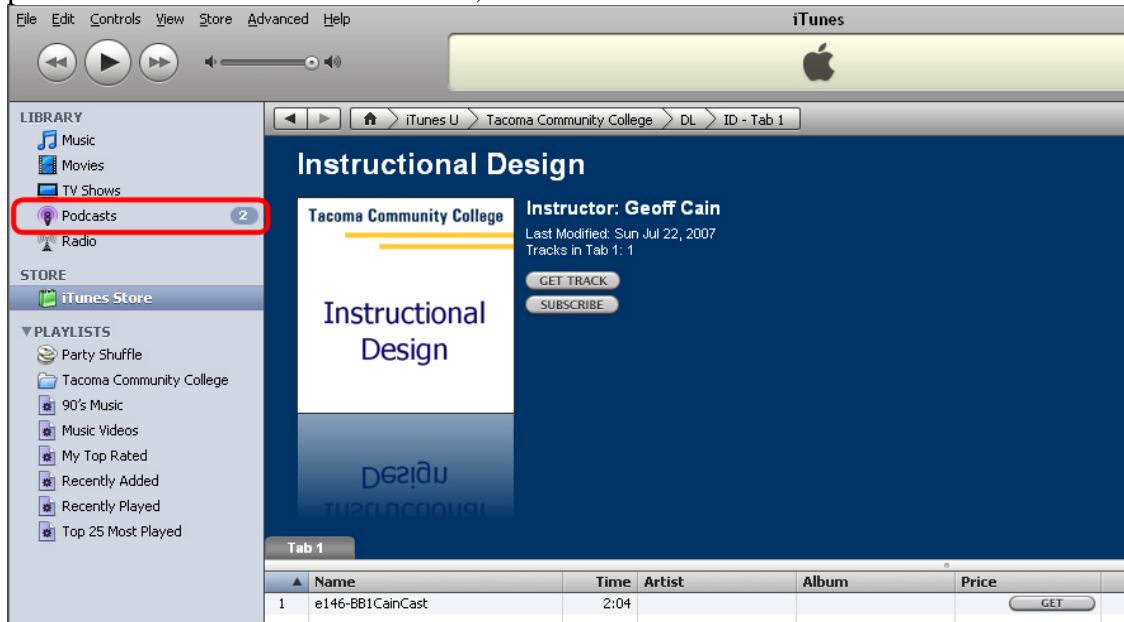 File Edit Controls View Store Advanced Help
iTunes
LIBRARY
Music
Movies
TV Shows
Podcasts 2
Radio
STORE
iTunes Store
PLAYLISTS
Party Shuffle
Tacoma Community College
90's Music
Music Videos
My Top Rated
Recently Added
Recently Played
Top 25 Most Played
iTunes U Tacoma Community College DL ID - Tab 1
Instructional Design
Tacoma Community College
Instructional
Design
Design
Instructional
Instructor: Geoff Cain
Last Modified: Sun Jul 22, 2007
Tracks in Tab 1: 1
GET TRACK
SUBSCRIBE
Tab 1
Name Time Artist Album Price
1 e146-BB1CainCast 2:04 GET